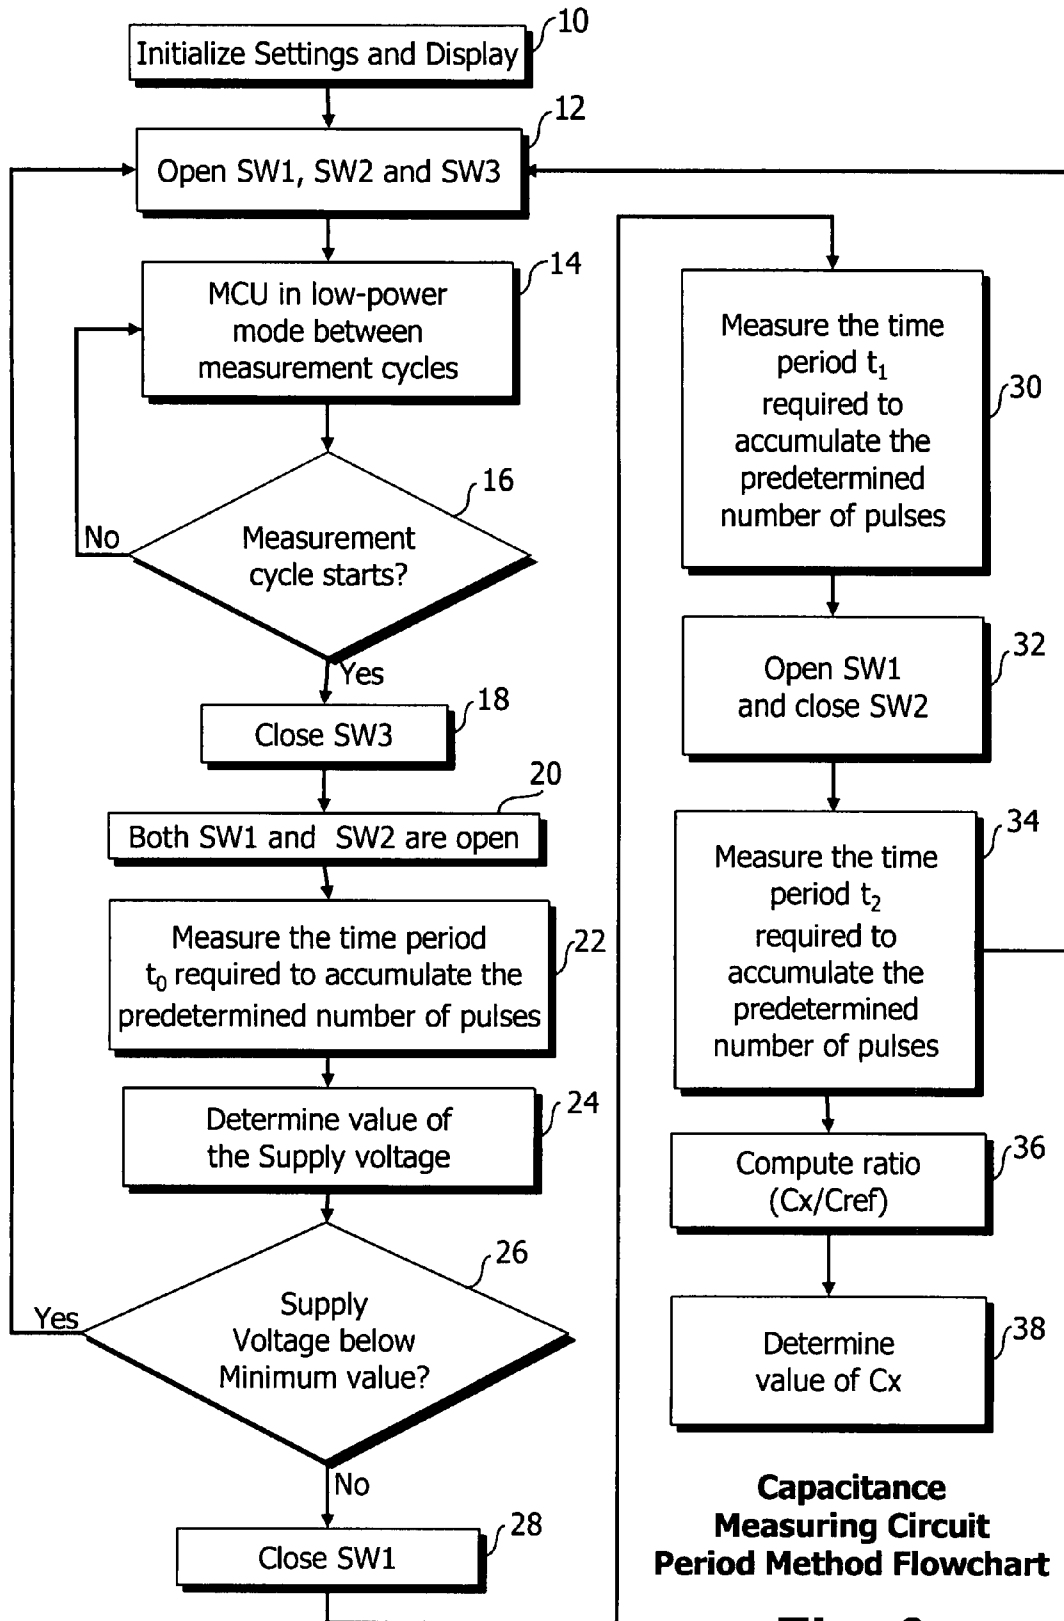 10
Initialize Settings and Display
12
Open SW1, SW2 and SW3
14
MCU in low-power
mode between
measurement cycles
16
No
Measurement
cycle starts?
Yes
18
Close SW3
20
Both SW1 and SW2 are open
22
Measure the time period
t0 required to accumulate the
predetermined number of pulses
24
Determine value of
the Supply voltage
26
Yes
Supply
Voltage below
Minimum value?
No
28
Close SW1
30
Measure the time
period t1
required to
accumulate the
predetermined
number of pulses
32
Open SW1
and close SW2
34
Measure the time
period t2
required to
accumulate the
predetermined
number of pulses
36
Compute ratio
(Cx/Cref)
38
Determine
value of Cx
Capacitance
Measuring Circuit
Period Method Flowchart